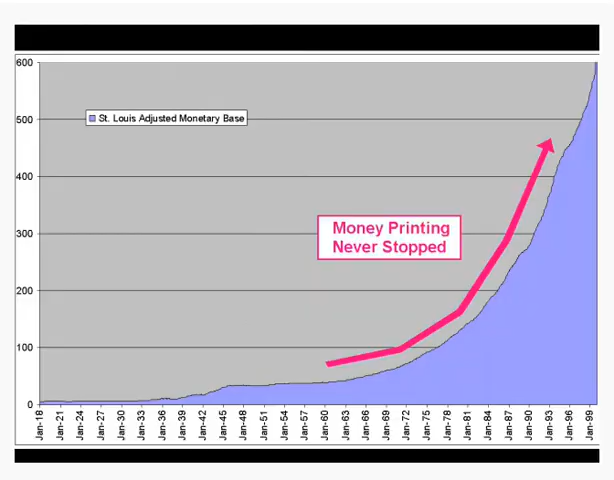 600
500
400
300
200
100
0
St. Louis Adjusted Monetary Base
Money Printing
Never Stopped
Jan-18
Jan-21
Jan-24
Jan-27
Jan-30
Jan-33
Jan-36
Jan-39
Jan-42
Jan-45
Jan-48
Jan-51
Jan-54
Jan-57
Jan-60
Jan-63
Jan-66
Jan-69
Jan-72
Jan-75
Jan-78
Jan-81
Jan-84
Jan-87
Jan-90
Jan-93
Jan-96
Jan-99